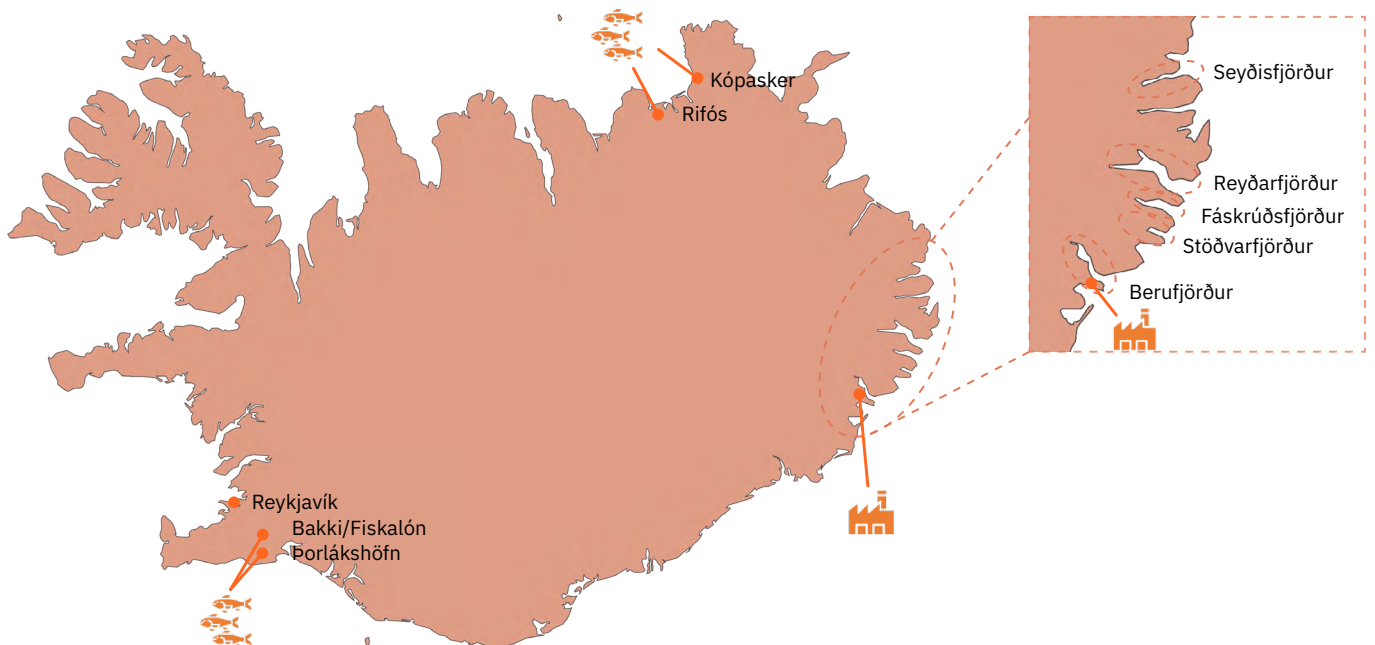 Kópasker
Rifós
Reykjavík
Bakki/Fiskalón
Þorlákshöfn
Seyðisfjörður
Reyðarfjörður
Fáskrúðsfjörður
Stöðvarfjörður
Berufjörður